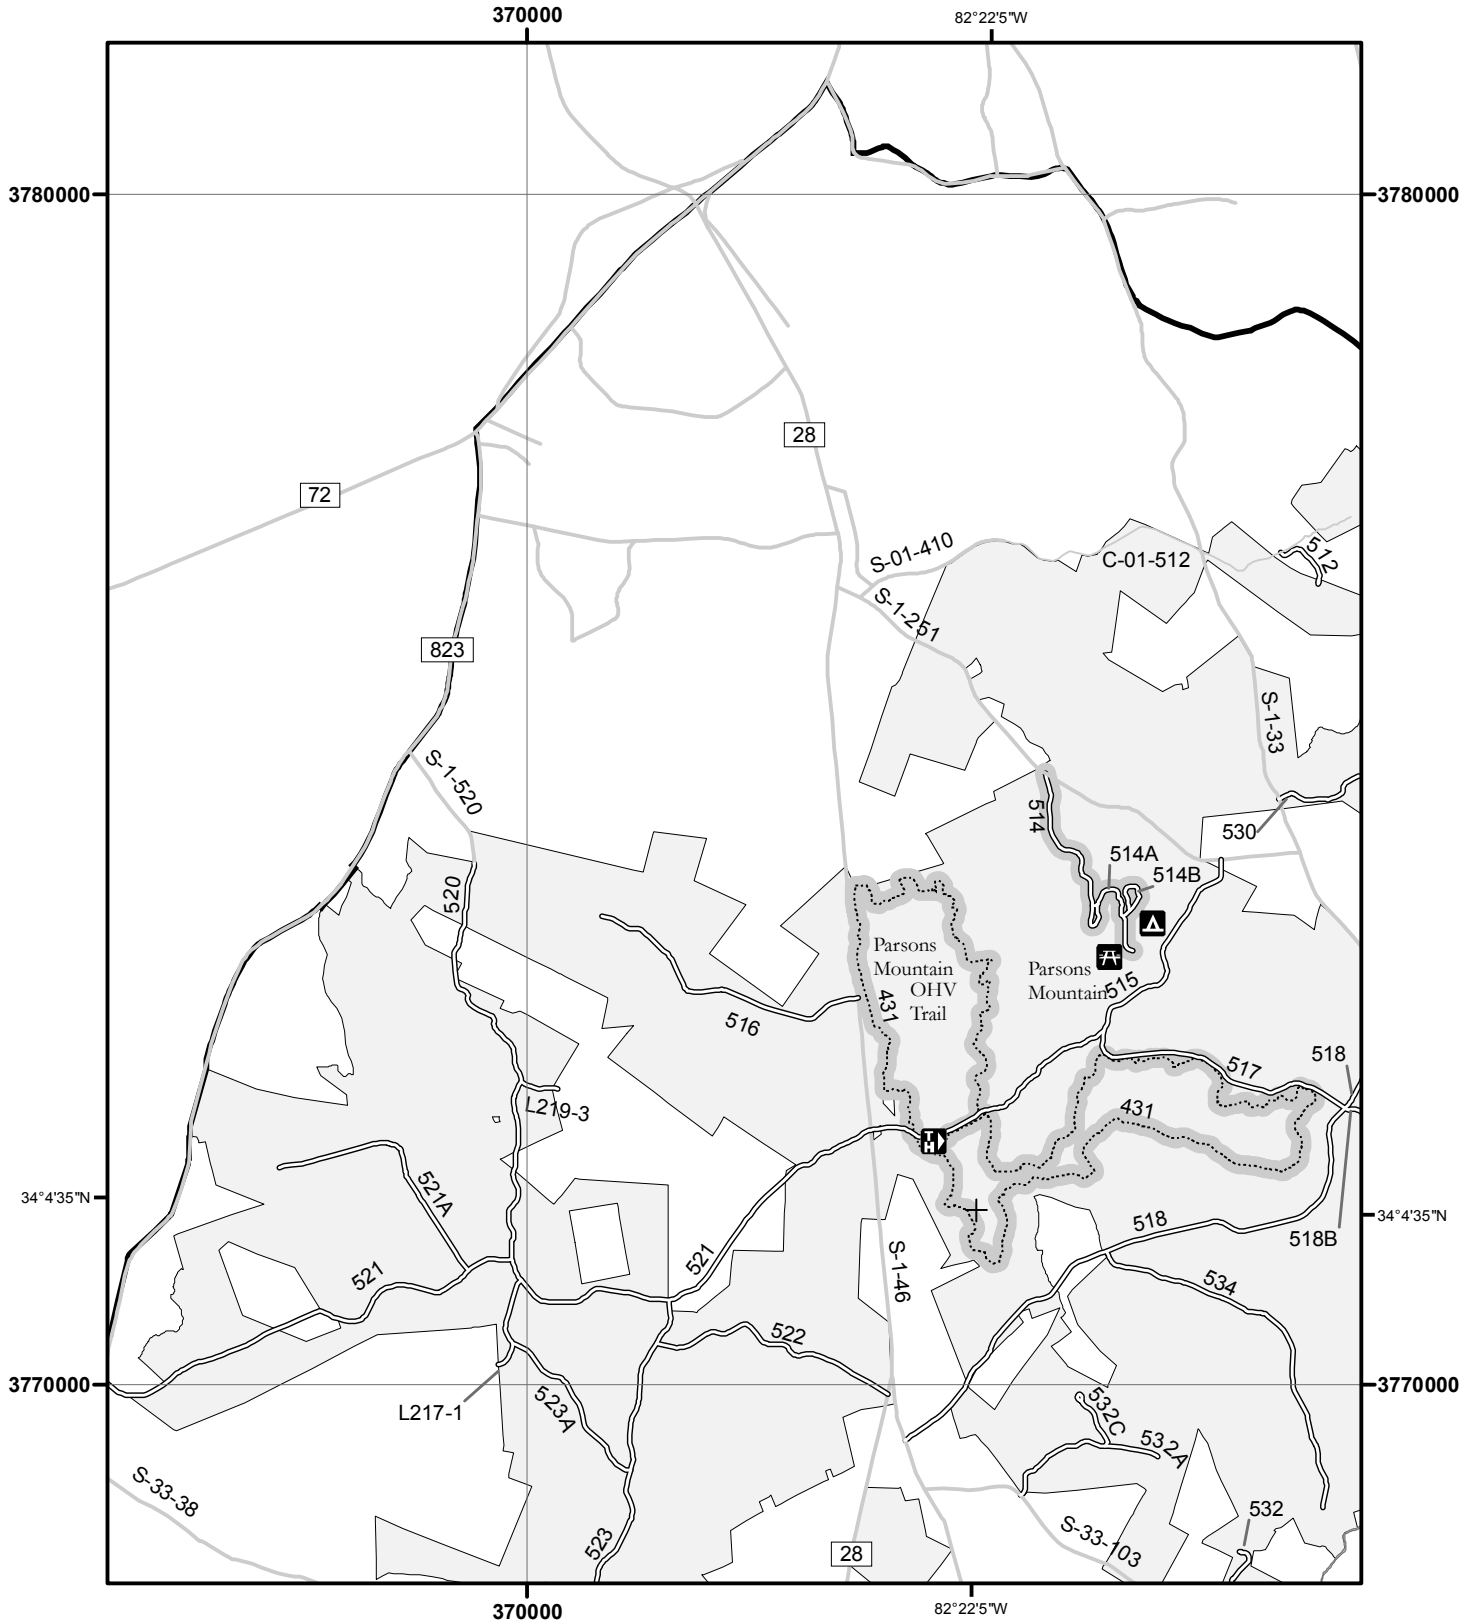 370000
82°22'5"W
3780000
3780000
28
72
S-01-410
C-01-512
512
S-1-251
823
S-1-33
S-1-520
514
530
514A
514B
520
Parsons
Mountain
OHV
Trail
431
Parsons
Mountain
515
516
517
518
L219-3
431
TH
521A
34°4'35"N
34°4'35"N
518
518B
521
521
S-1-46
534
522
3770000
3770000
L217-1
523A
532C
532A
S-33-38
532
S-33-103
523
28
370000
82°22'5"W